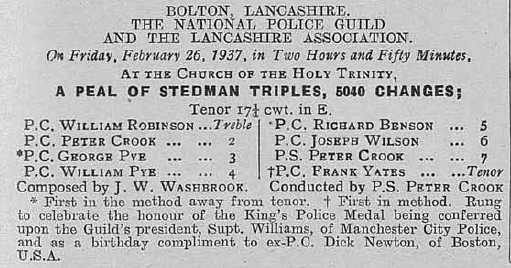 BOLTON, LANCASHIRE.
THE NATIONAL POLICE GUILD
AND THE LANCASHIRE ASSOCIATION.
On Friday, February 26, 1937, in Two Hours and Fifty Minutes,
AT THE CHURCH OF THE HOLY TRINITY,
A PEAL OF STEDMAN TRIPLES, 5040 CHANGES;
Tenor 17½ cwt. in E.
P.C. WILLIAM ROBINSON ... Treble
P.C. PETER CROOK ... ... 2
*P.C. GEORGE PYE ... ... 3
P.C. WILLIAM PYE ... ... 4
*P.C. RICHARD BENSON ... 5
P.C. JOSEPH WILSON ... 6
P.S. PETER CROOK ... ... 7
†P.C. FRANK YATES ... ... Tenor
Composed by J. W. WASHBROOK. Conducted by P.S. PETER CROOK
* First in the method away from tenor. † First in method. Rung
to celebrate the honour of the King's Police Medal being conferred
upon the Guild's president, Supt. Williams, of Manchester City Police,
and as a birthday compliment to ex-P.C. Dick Newton, of Boston,
U.S.A.